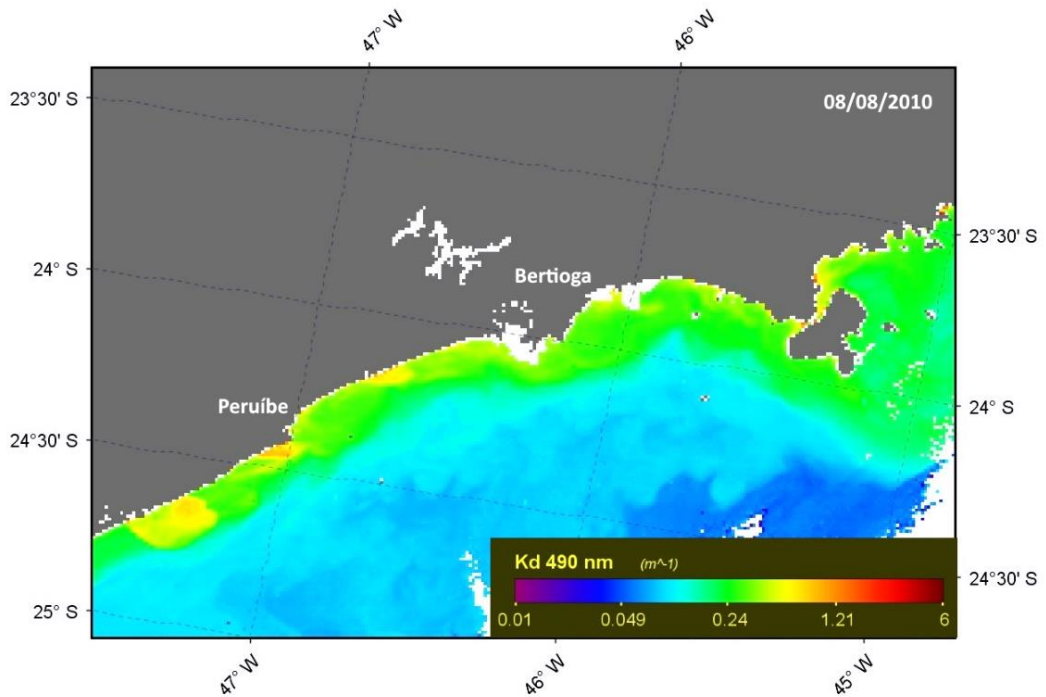 47° W
46° W
23°30' S
08/08/2010
23°30' S
24° S
Bertioga
Peruíbe
24° S
24°30' S
Kd 490 nm (m^-1)
24°30' S
0.01 0.049 0.24 1.21 6
25° S
47° W
46° W
45° W